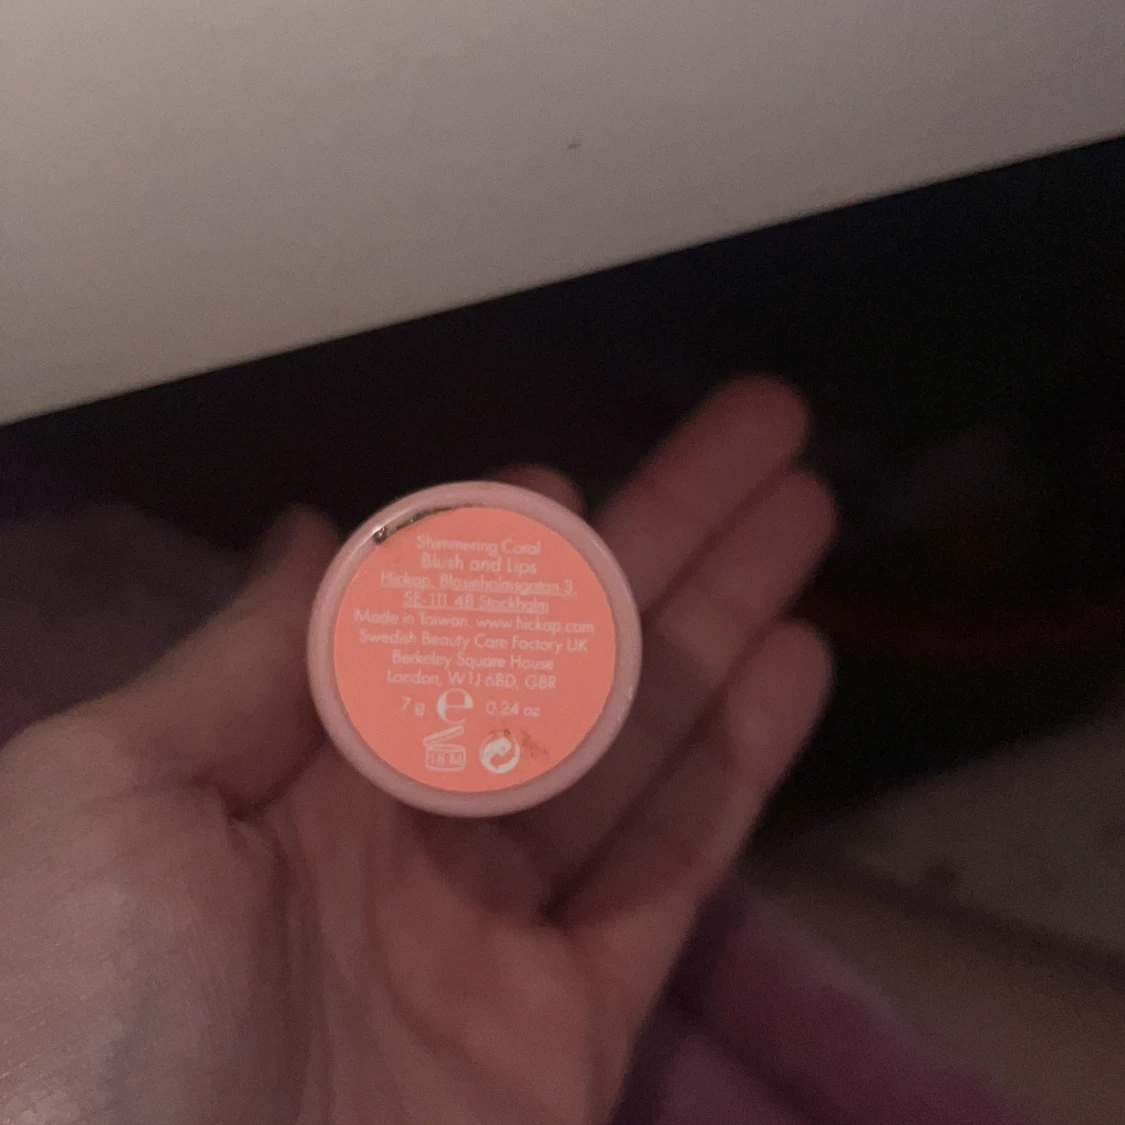 Shimmering Coral
Blush and Lips
Hickap, Blasieholmsgatan 3,
SE-111 48 Stockholm
Made in Taiwan. www.hickap.com
Swedish Beauty Care Factory UK
Berkeley Square House
London, W1J 6BD, GBR
7 g e 0.24 oz
18 M